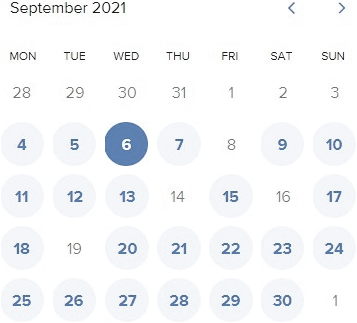 September 2021
MON TUE WED THU FRI SAT SUN
28 29 30 31 1 2 3
4 5 6 7 8 9 10
11 12 13 14 15 16 17
18 19 20 21 22 23 24
25 26 27 28 29 30 1